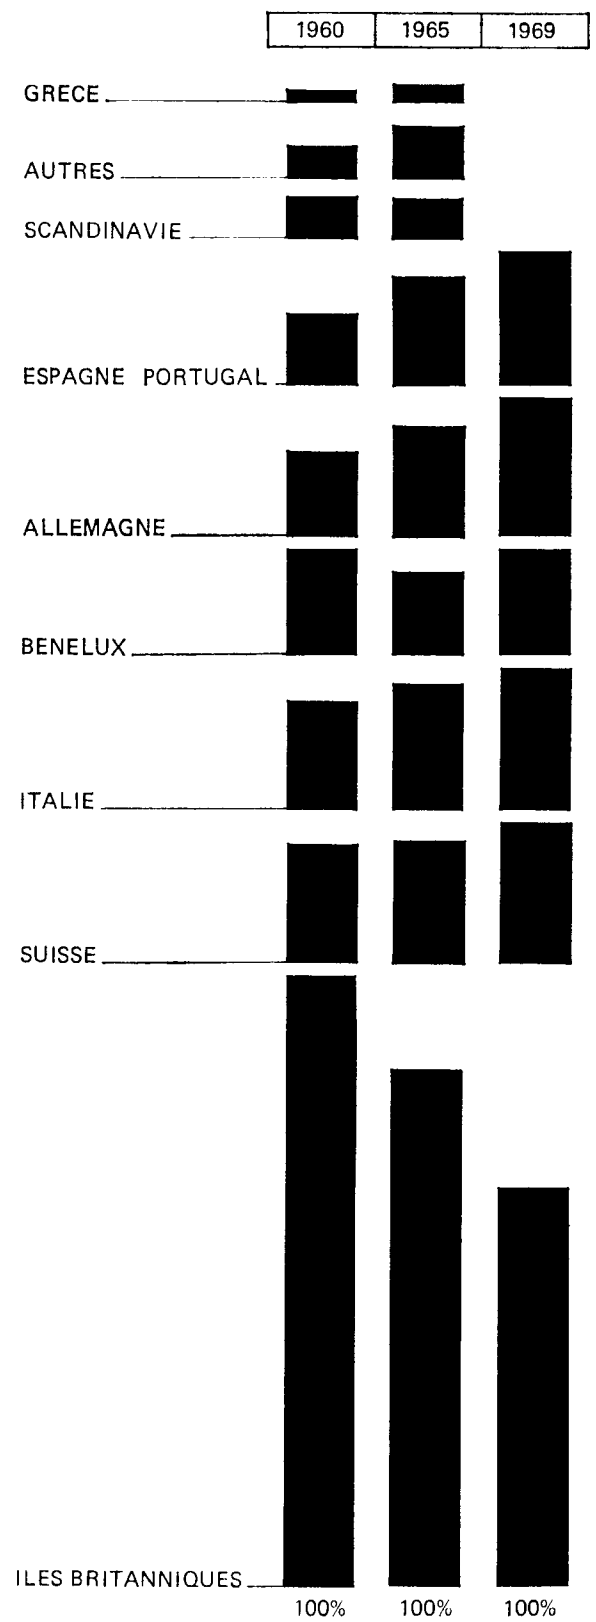 1960 1965 1969
GRECE
AUTRES
SCANDINAVIE
ESPAGNE PORTUGAL
ALLEMAGNE
BENELUX
ITALIE
SUISSE
ILES BRITANNIQUES
100% 100% 100%